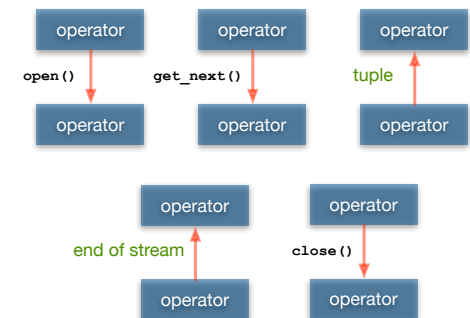 operator
operator
operator
open()
get_next()
tuple
operator
operator
operator
operator
operator
end of stream
close()
operator
operator